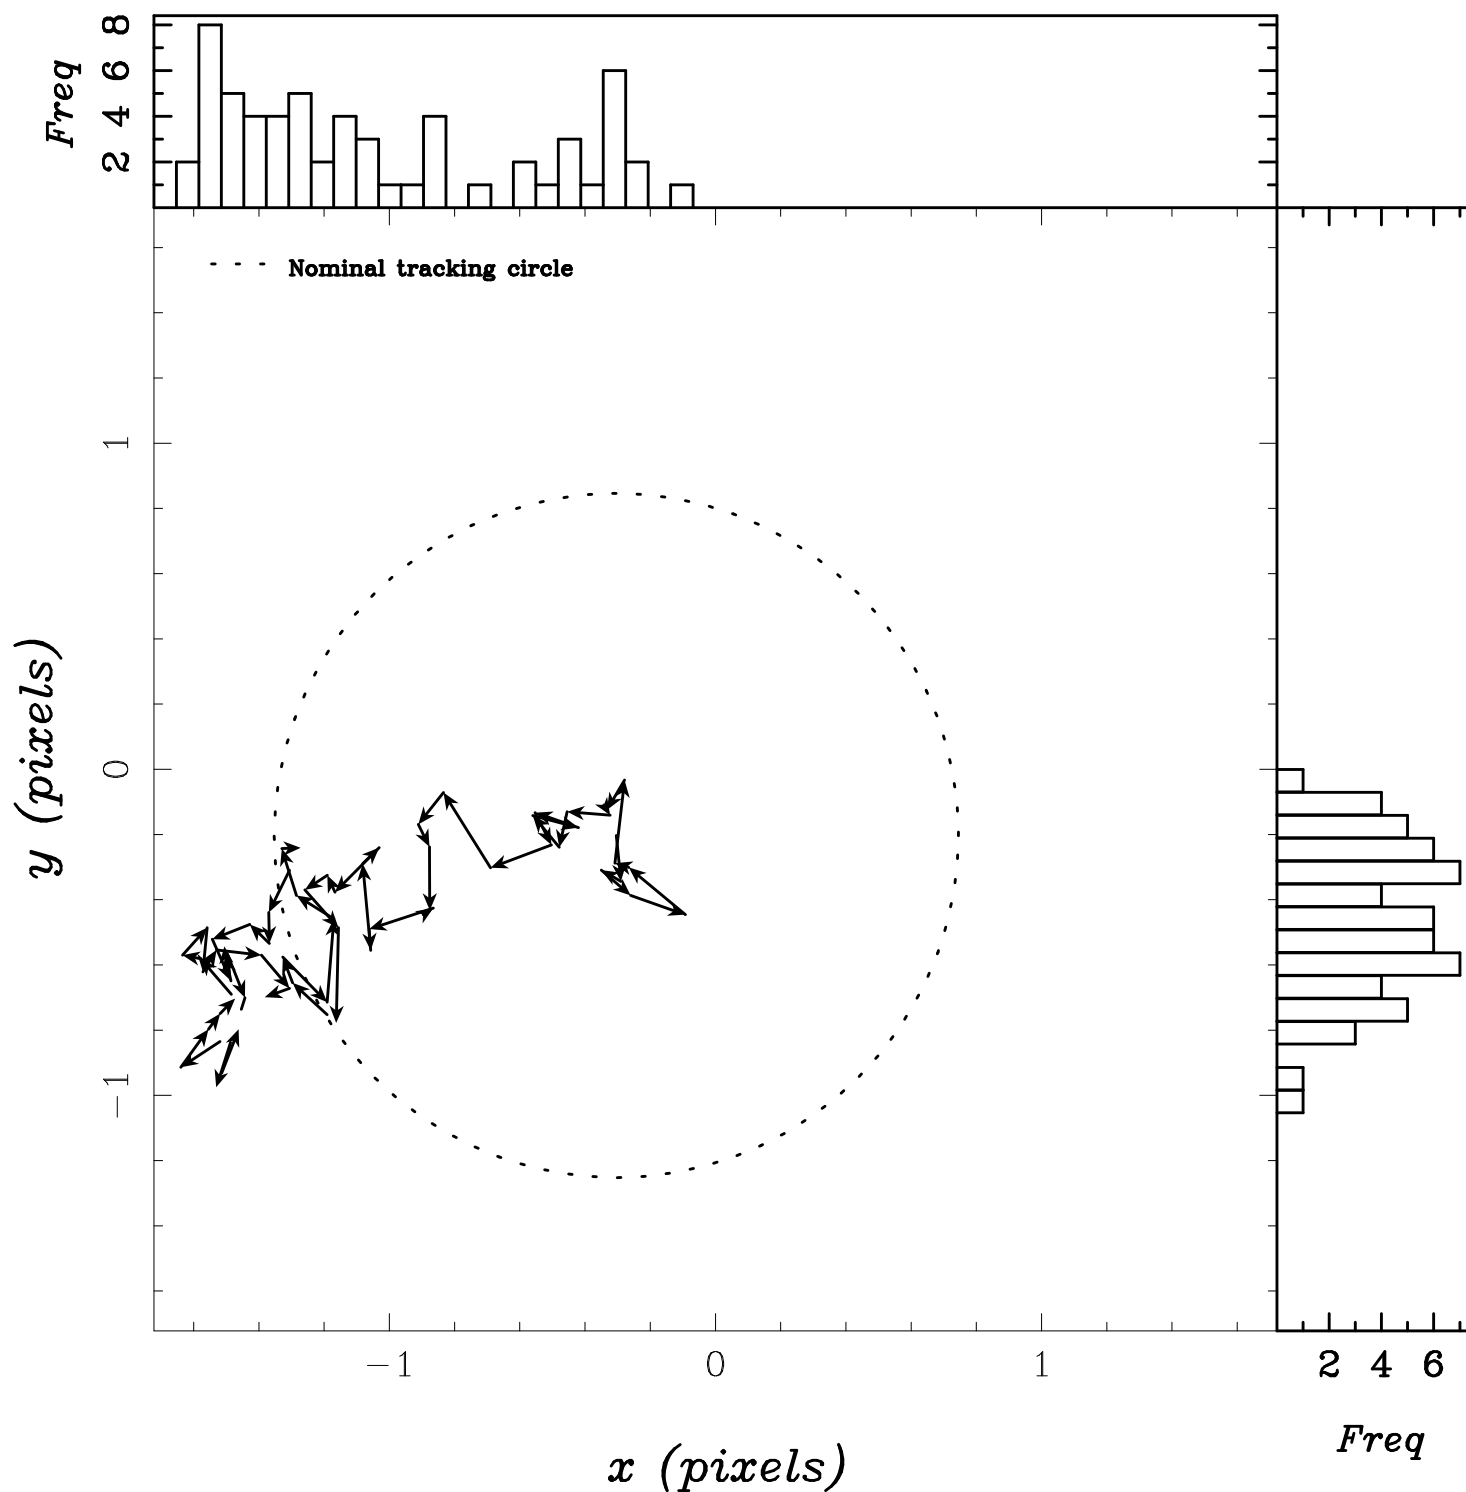 Freq
8
6
4
2
Nominal tracking circle
y (pixels)
1
0
−1
−1 0 1
2 4 6
x (pixels)
Freq